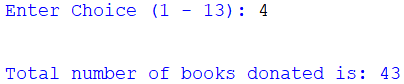 Enter Choice (1 - 13): 4
Total number of books donated is: 43